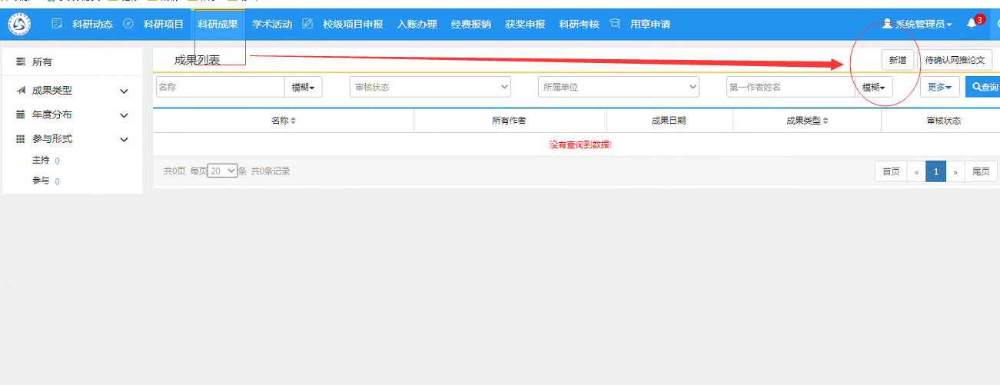 科研动态 科研项目 科研成果 学术活动 校级项目申报 入账办理 经费报销 获奖申报 科研考核 用章申请 系统管理员 3
所有
成果列表 新增 待确认网推论文
名称 模糊 审核状态 所属单位 第一作者姓名 模糊 更多 查询
成果类型
年度分布
参与形式
主持 0
参与 0
名称 所有作者 成果日期 成果类型 审核状态
没有查询到数据!
共0页 每页 20 条 共0条记录 首页 « 1 » 尾页